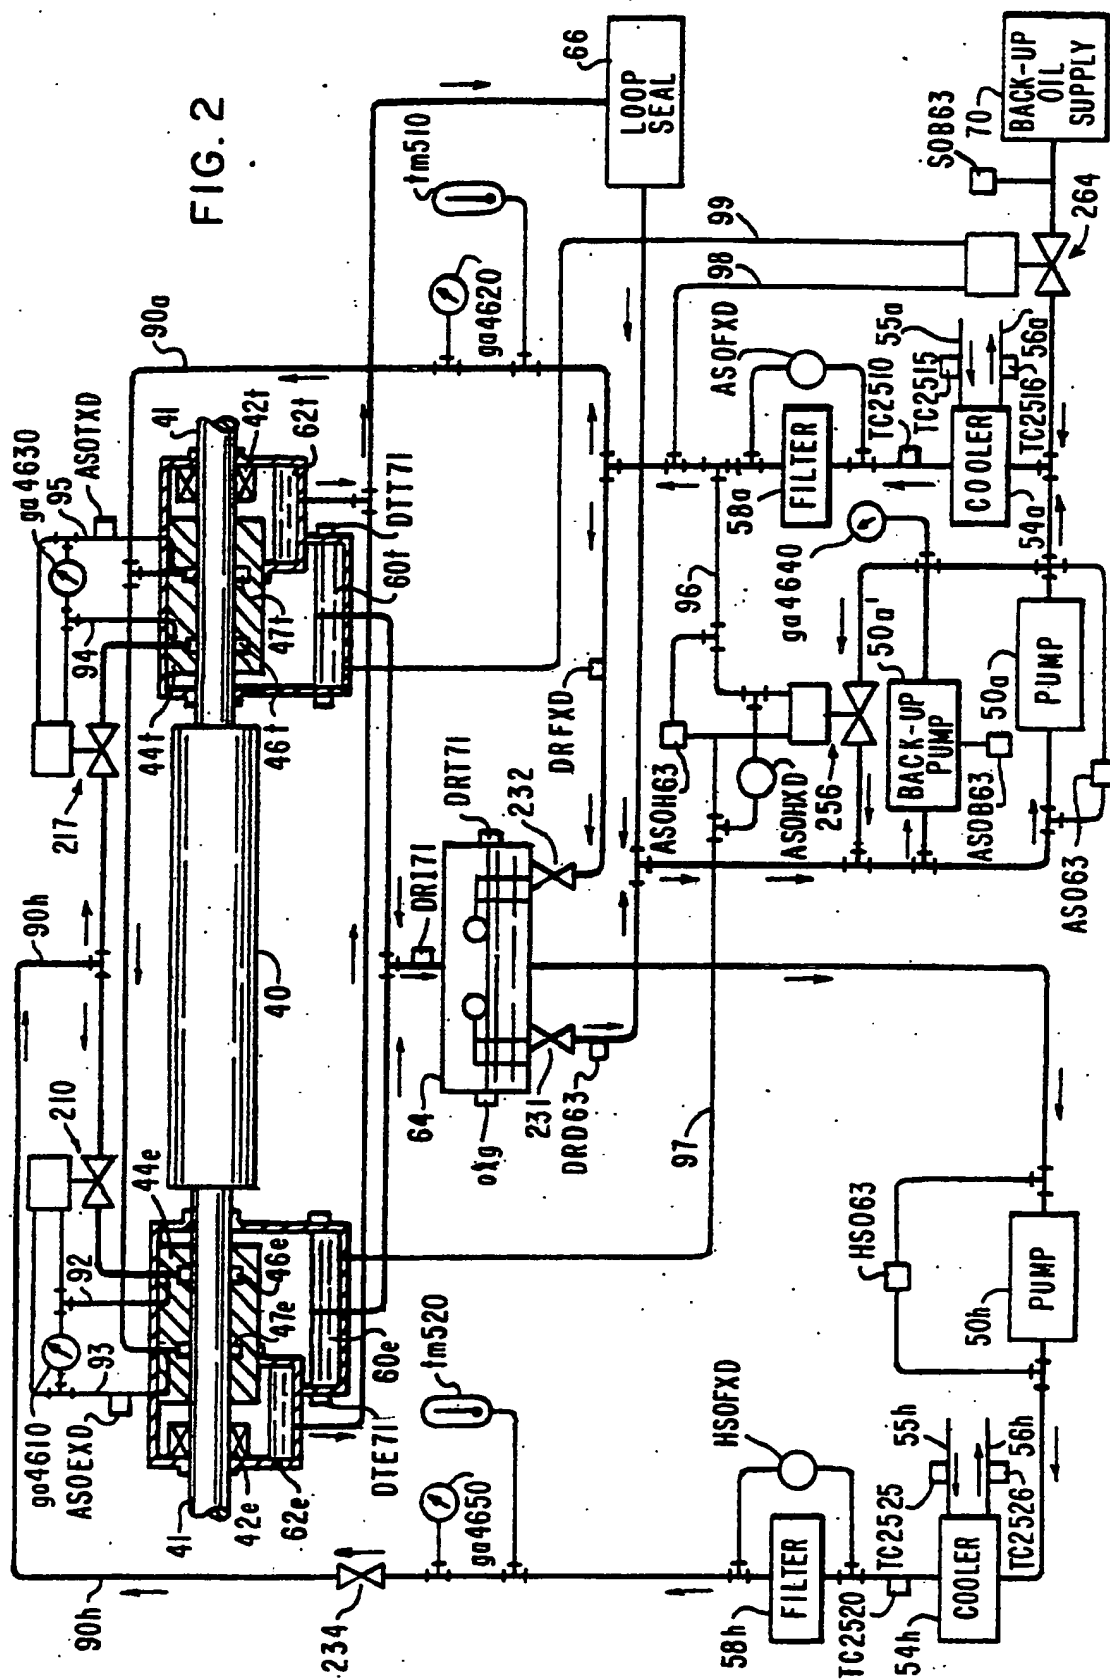 FIG. 2
66
LOOP
SEAL
70
BACK-UP
OIL
SUPPLY
SOB63
264
99
98
tm510
ga4620
90a
ga4630
95
ASOTXD
41
42t
62t
DTT71
60t
47t
46t
44t
94
217
90h
40
210
44e
92
46e
47e
60e
93
ga4610
ASOEXD
41
42e
62e
DTE71
tm520
ga4650
90h
234
64
otg
231
DRD63
DRI71
DRT71
232
DRFXD
97
96
ASOH63
ASOHXD
256
ga4640
50a'
BACK-UP
PUMP
ASOB63
50a
PUMP
ASO63
58a
FILTER
ASOFXD
TC2510
TC2515
55a
56a
TC2516
COOLER
54a
HSO63
50h
PUMP
HSOFXD
58h
FILTER
TC2520
TC2525
55h
56h
TC2526
COOLER
54h